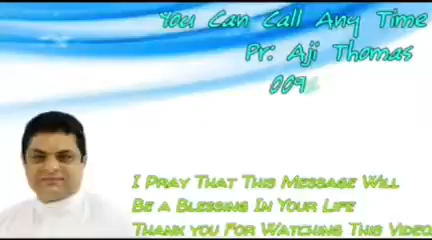 You Can Call Any Time
Pr: Aji Thomas
009
I Pray That This Message Will
Be a Blessing In Your Life
Thank you For Watching This Video